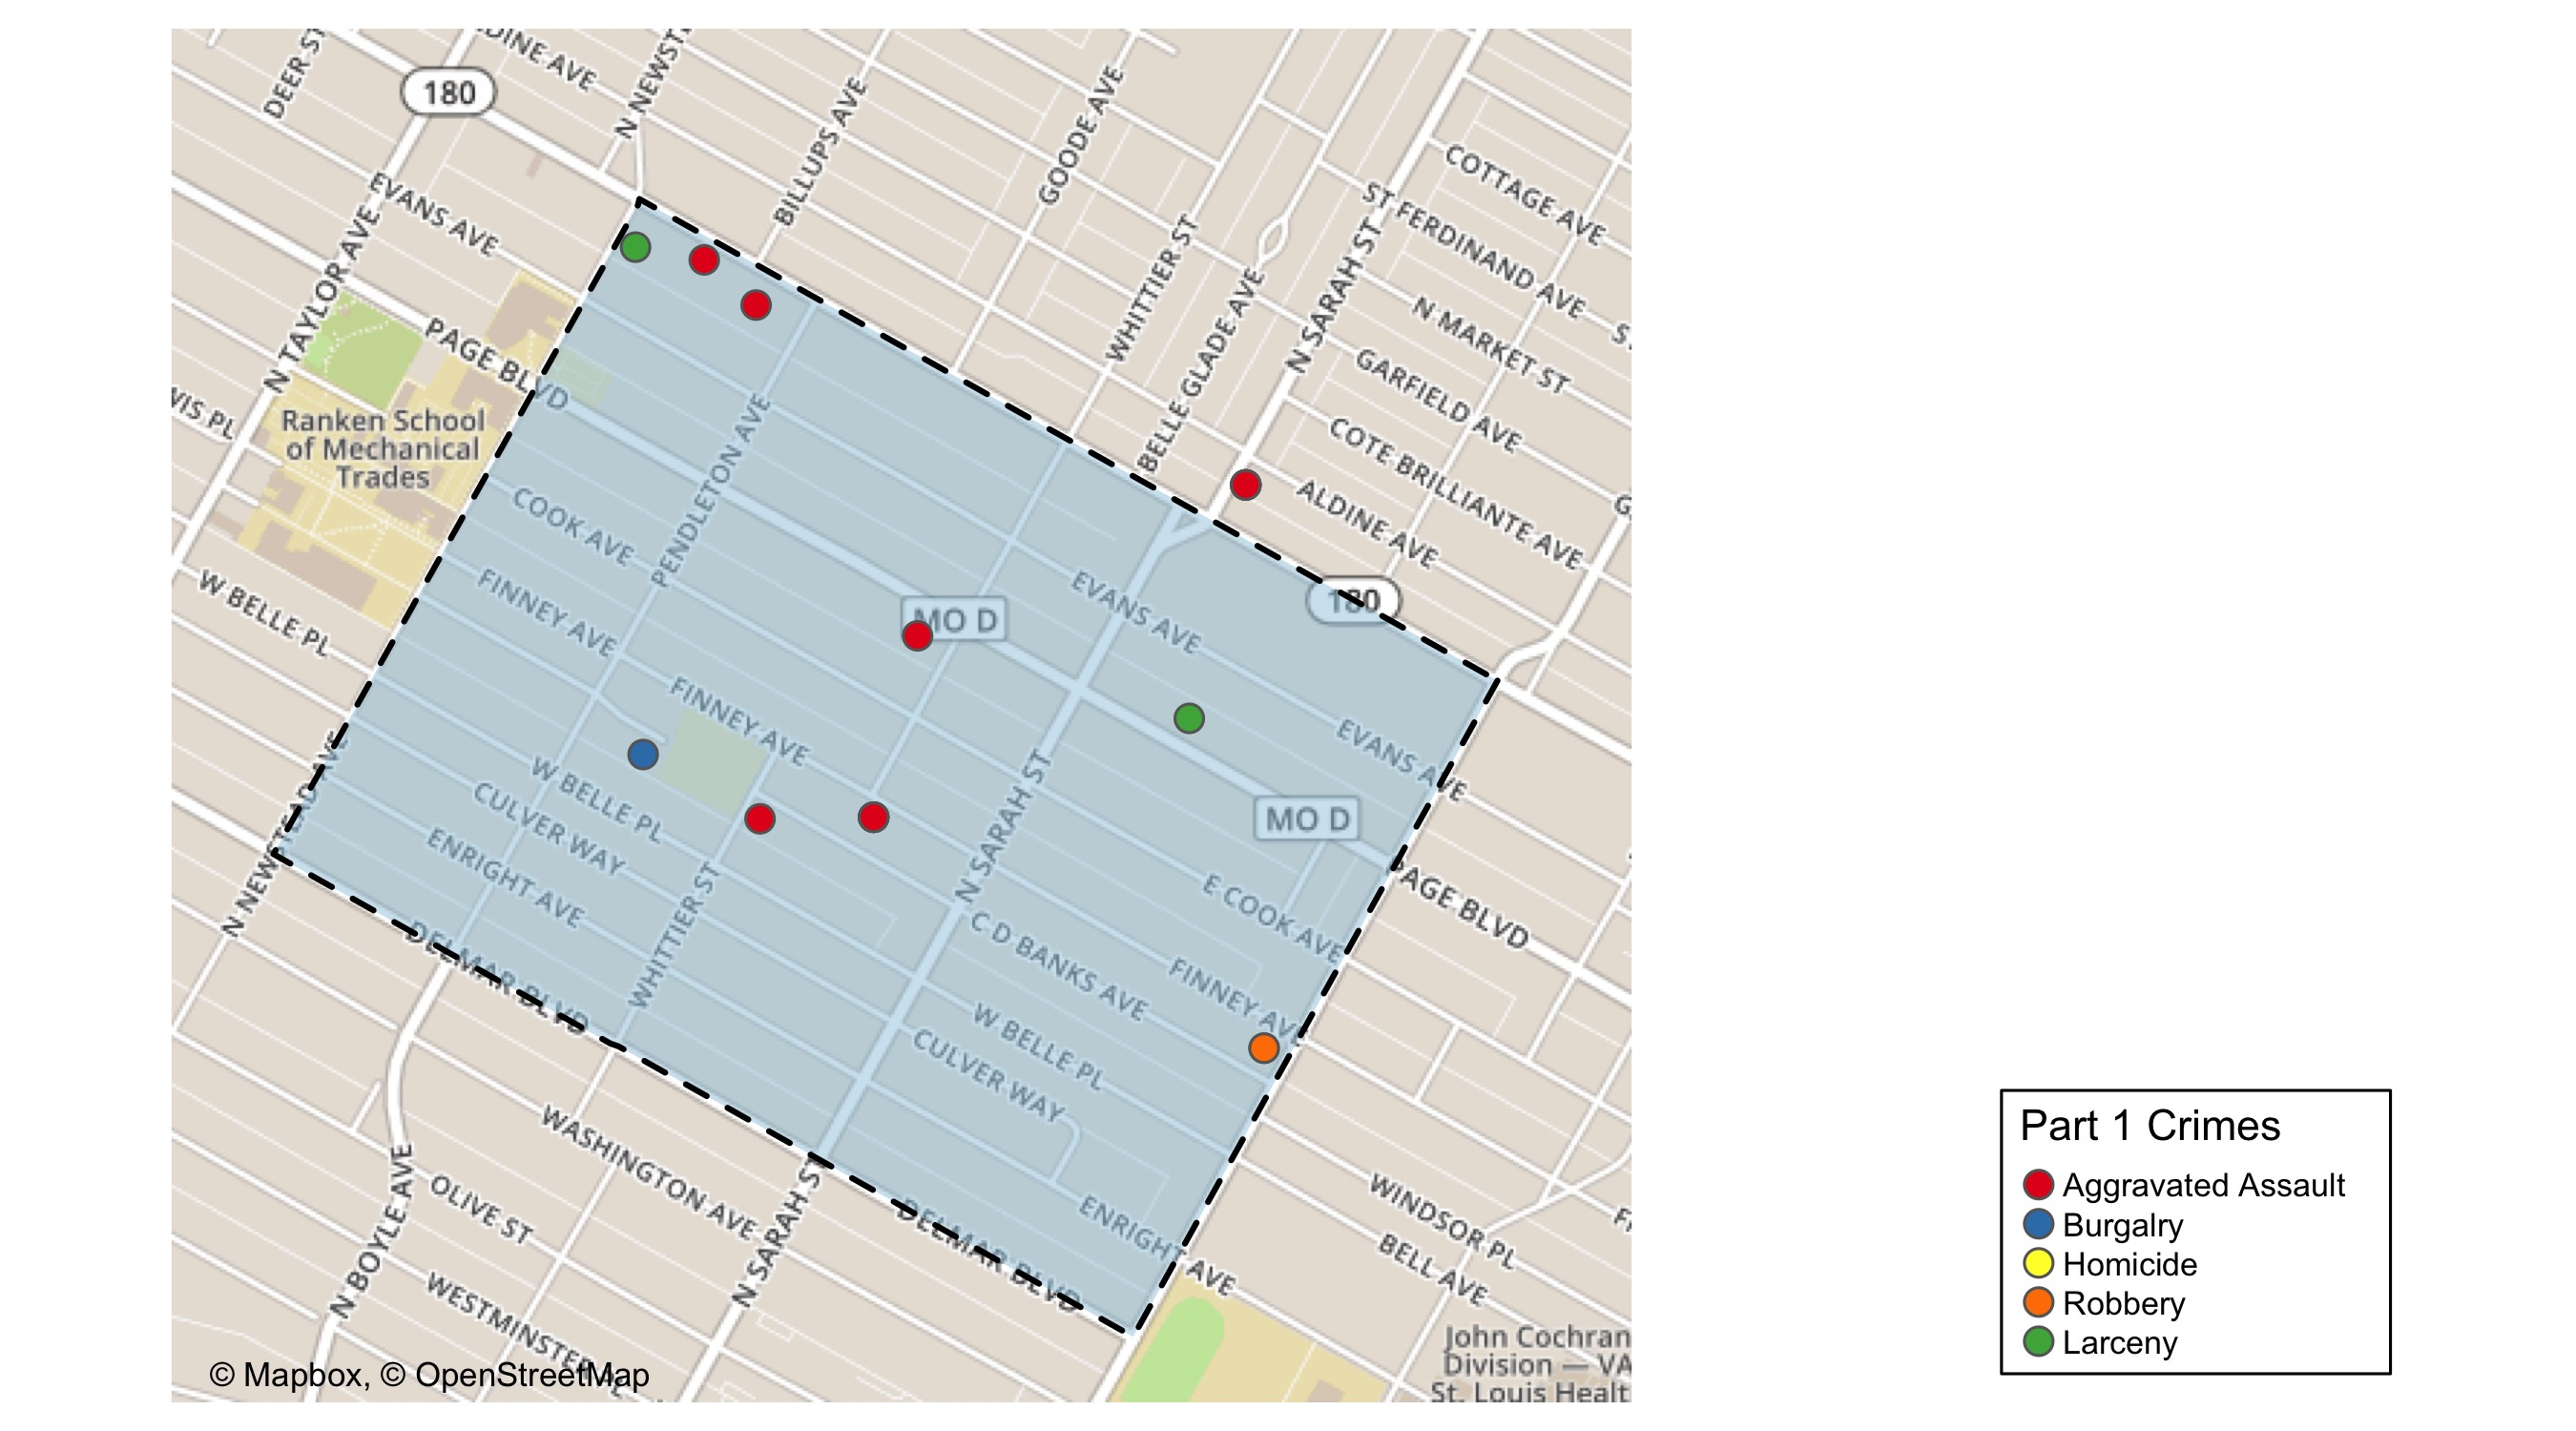 DEER ST
DINE AVE
N NEWST
180
BILLUPS AVE
GOODE AVE
COTTAGE AVE
ST FERDINAND AVE
EVANS AVE
WHITTIER ST
N SARAH ST
N MARKET ST
N TAYLOR AVE
BELLE GLADE AVE
GARFIELD AVE
PAGE BLVD
COTE BRILLIANTE AVE
Ranken School
of Mechanical
Trades
PENDLETON AVE
ALDINE AVE
COOK AVE
W BELLE PL
FINNEY AVE
MO D
EVANS AVE
180
FINNEY AVE
EVANS AVE
W BELLE PL
CULVER WAY
ENRIGHT AVE
N SARAH ST
MO D
N NEWSTEAD AVE
WHITTIER ST
E COOK AVE
PAGE BLVD
C D BANKS AVE
FINNEY AVE
DELMAR BLVD
W BELLE PL
CULVER WAY
WASHINGTON AVE
N BOYLE AVE
OLIVE ST
N SARAH ST
DELMAR BLVD
ENRIGHT AVE
WINDSOR PL
BELL AVE
WESTMINSTER PL
John Cochran
Division — VA
St. Louis Healt
© Mapbox, © OpenStreetMap
Part 1 Crimes
Aggravated Assault
Burgalry
Homicide
Robbery
Larceny